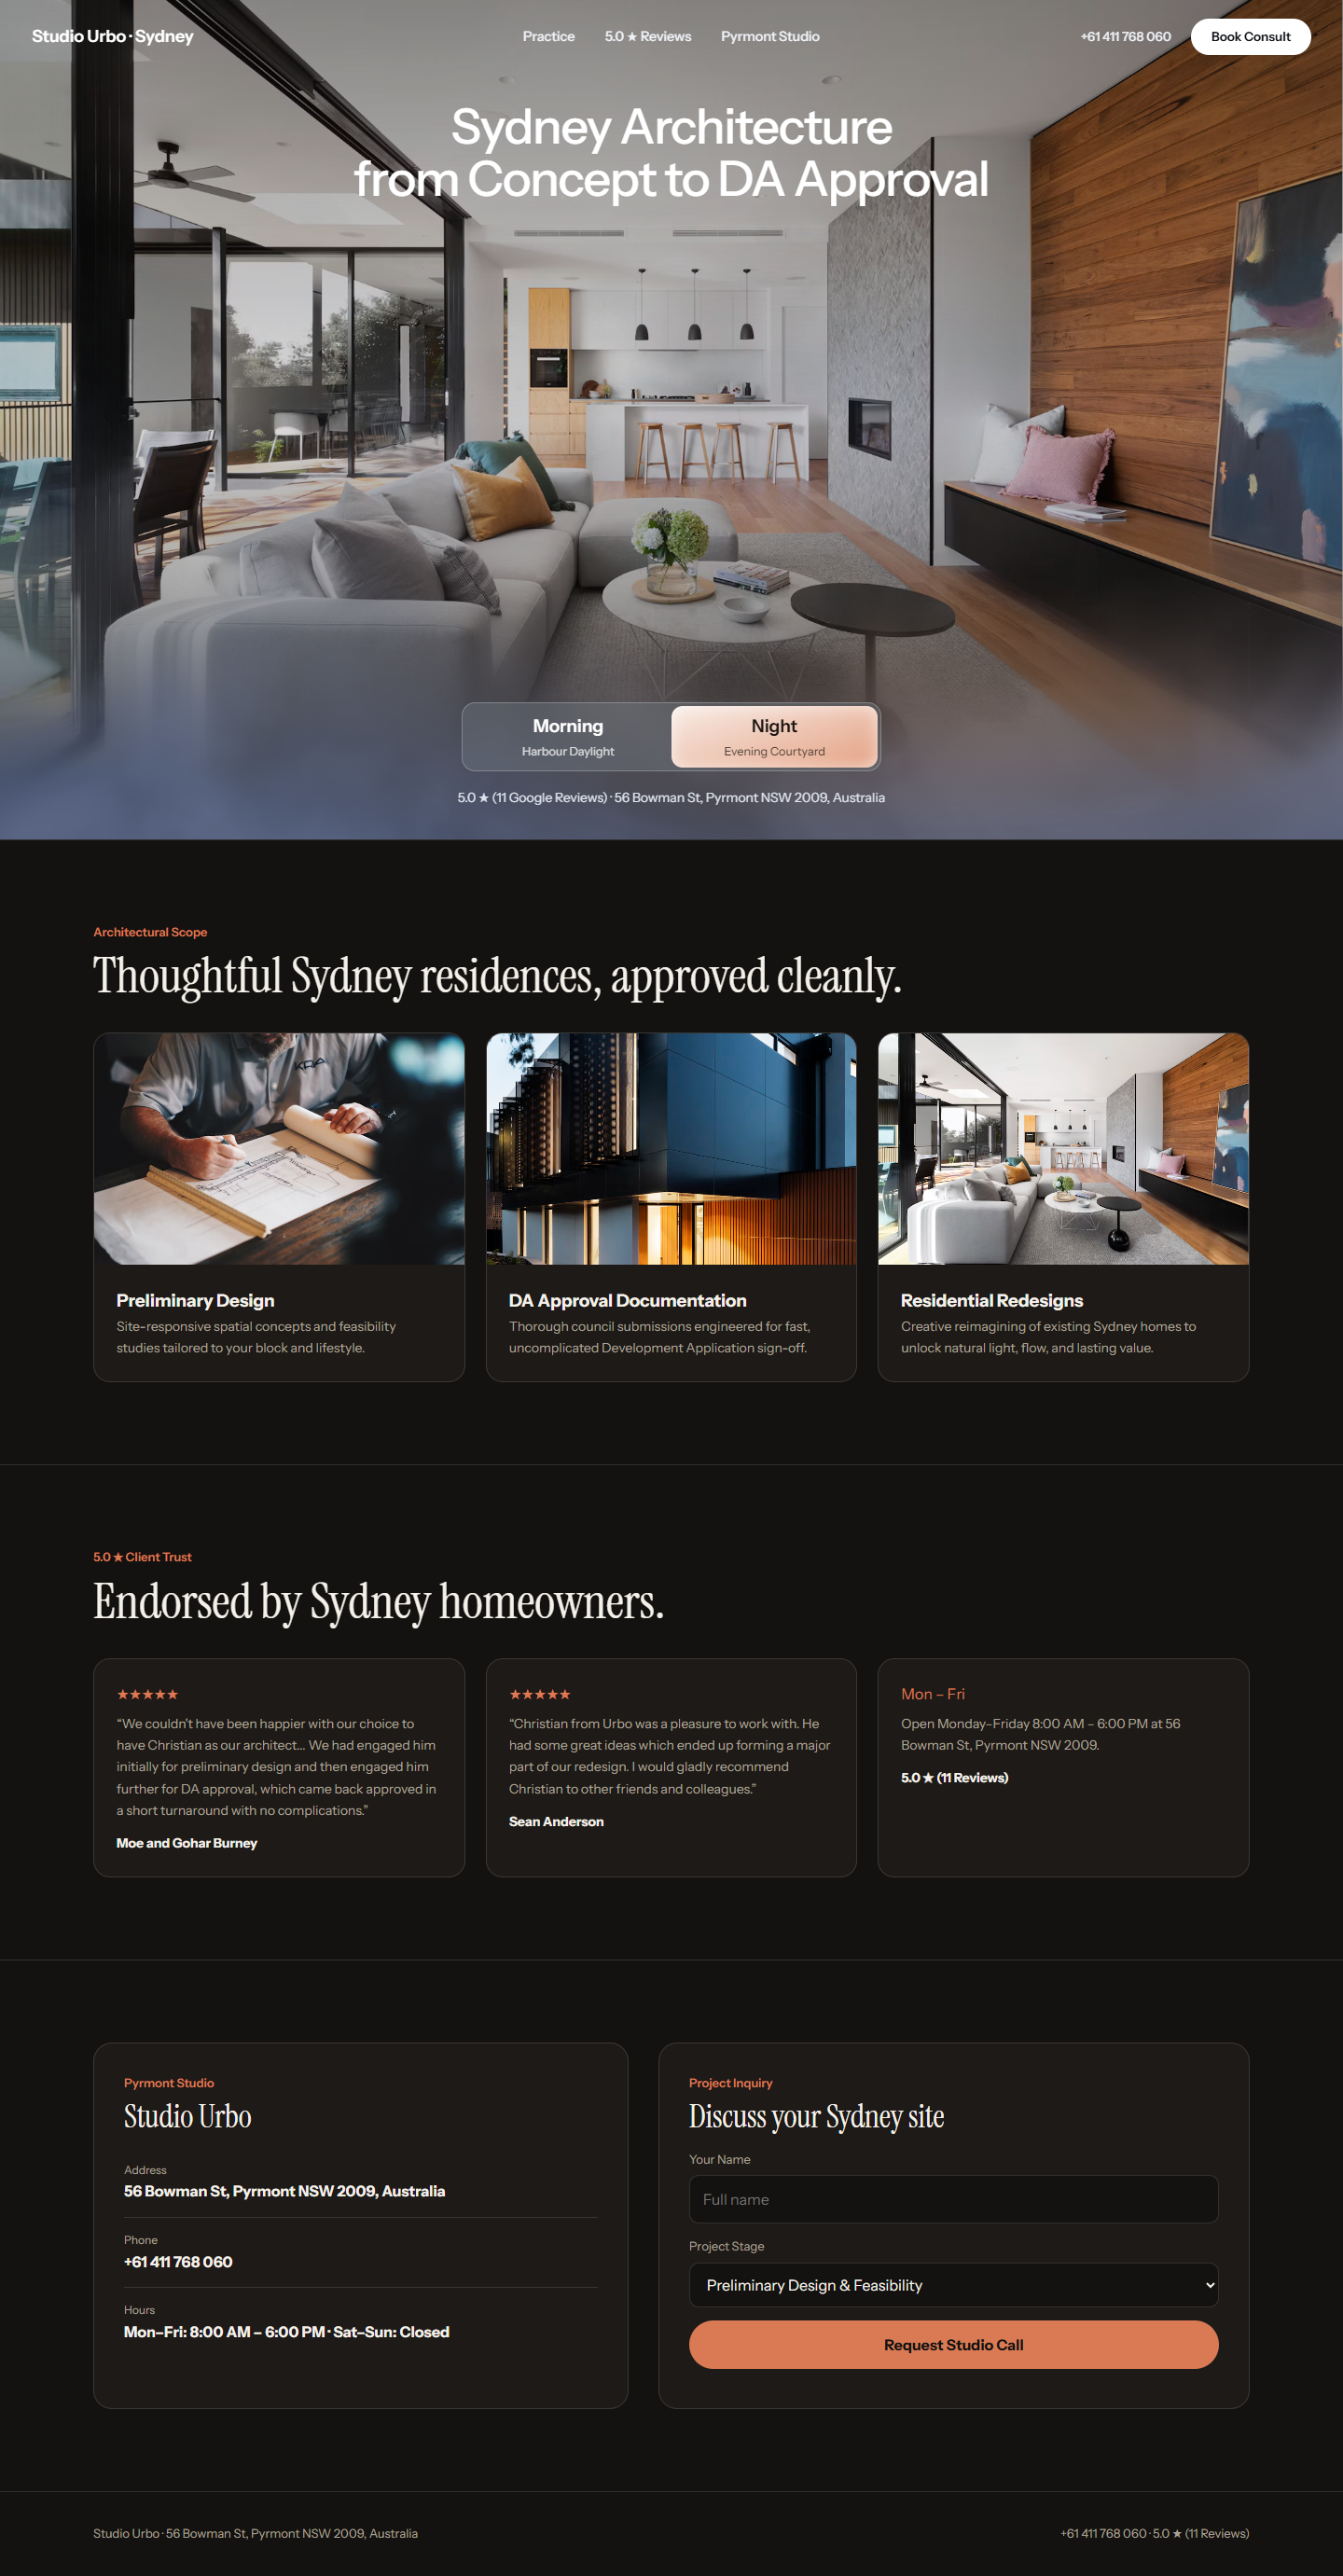 Studio Urbo · Sydney
Practice
5.0 ★ Reviews
Pyrmont Studio
+61 411 768 060
Book Consult
Sydney Architecture
from Concept to DA Approval
Morning
Harbour Daylight
Night
Evening Courtyard
5.0 ★ (11 Google Reviews) · 56 Bowman St, Pyrmont NSW 2009, Australia
Architectural Scope
Thoughtful Sydney residences, approved cleanly.
KRA
Preliminary Design
Site-responsive spatial concepts and feasibility
studies tailored to your block and lifestyle.
DA Approval Documentation
Thorough council submissions engineered for fast,
uncomplicated Development Application sign-off.
Residential Redesigns
Creative reimagining of existing Sydney homes to
unlock natural light, flow, and lasting value.
5.0 ★ Client Trust
Endorsed by Sydney homeowners.
★★★★★
“We couldn't have been happier with our choice to
have Christian as our architect... We had engaged him
initially for preliminary design and then engaged him
further for DA approval, which came back approved in
a short turnaround with no complications.”
Moe and Gohar Burney
★★★★★
“Christian from Urbo was a pleasure to work with. He
had some great ideas which ended up forming a major
part of our redesign. I would gladly recommend
Christian to other friends and colleagues.”
Sean Anderson
Mon – Fri
Open Monday–Friday 8:00 AM – 6:00 PM at 56
Bowman St, Pyrmont NSW 2009.
5.0 ★ (11 Reviews)
Pyrmont Studio
Studio Urbo
Address
56 Bowman St, Pyrmont NSW 2009, Australia
Phone
+61 411 768 060
Hours
Mon–Fri: 8:00 AM – 6:00 PM · Sat–Sun: Closed
Project Inquiry
Discuss your Sydney site
Your Name
Full name
Project Stage
Preliminary Design & Feasibility
Request Studio Call
Studio Urbo · 56 Bowman St, Pyrmont NSW 2009, Australia
+61 411 768 060 · 5.0 ★ (11 Reviews)